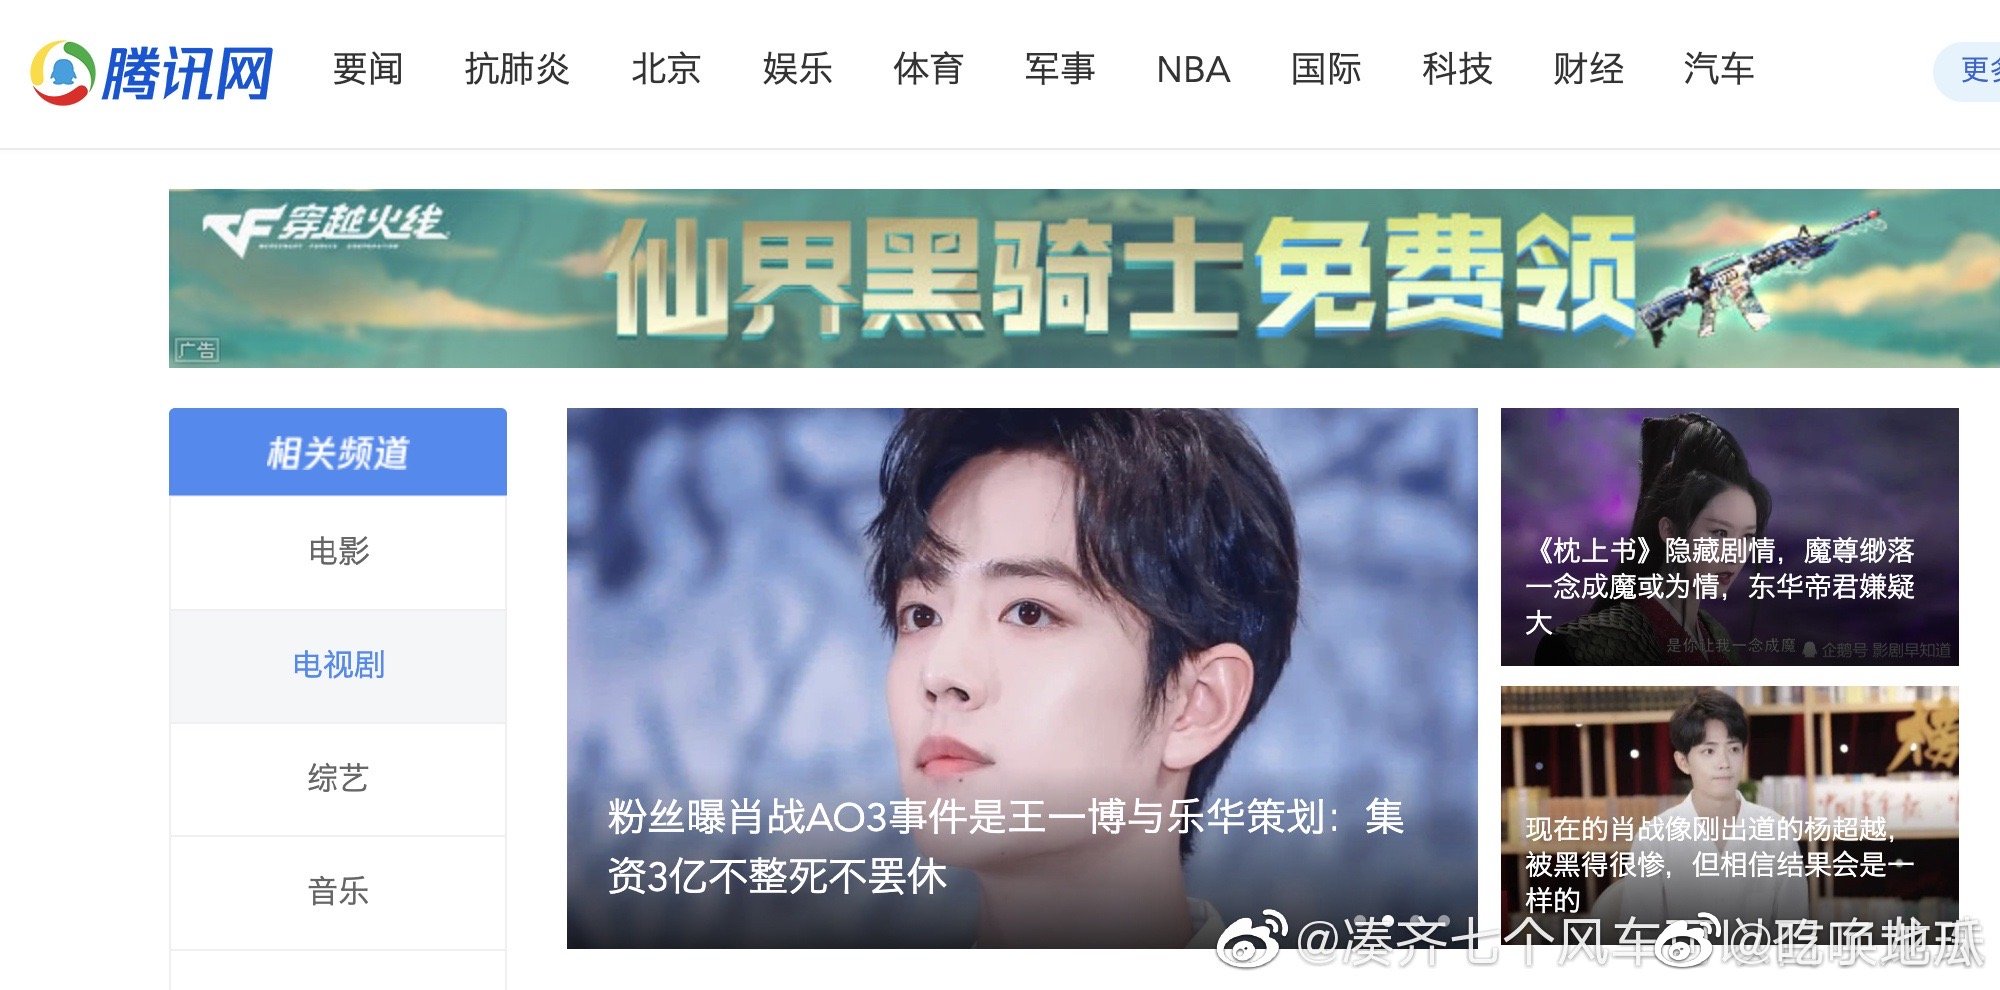 腾讯网
要闻 抗肺炎 北京 娱乐 体育 军事 NBA 国际 科技 财经 汽车
更多
CF穿越火线
仙界黑骑士免费领
广告
相关频道
电影
电视剧
综艺
音乐
粉丝曝肖战AO3事件是王一博与乐华策划：集
资3亿不整死不罢休
《枕上书》隐藏剧情，魔尊缈落
一念成魔或为情，东华帝君嫌疑
大
是你让我一念成魔
企鹅号 影剧早知道
现在的肖战像刚出道的杨超越，
被黑得很惨，但相信结果会是一
样的
@凑齐七个风车可以
@吃唤地瓜